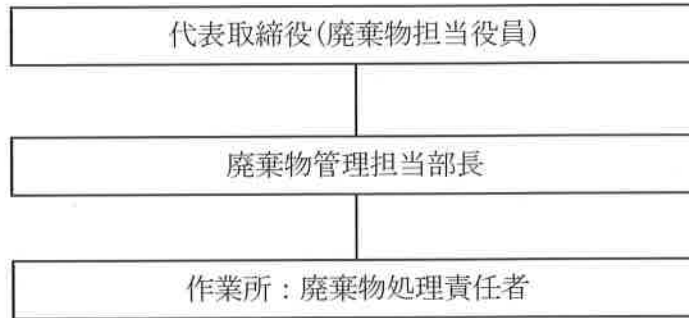 代表取締役(廃棄物担当役員)
廃棄物管理担当部長
作業所：廃棄物処理責任者